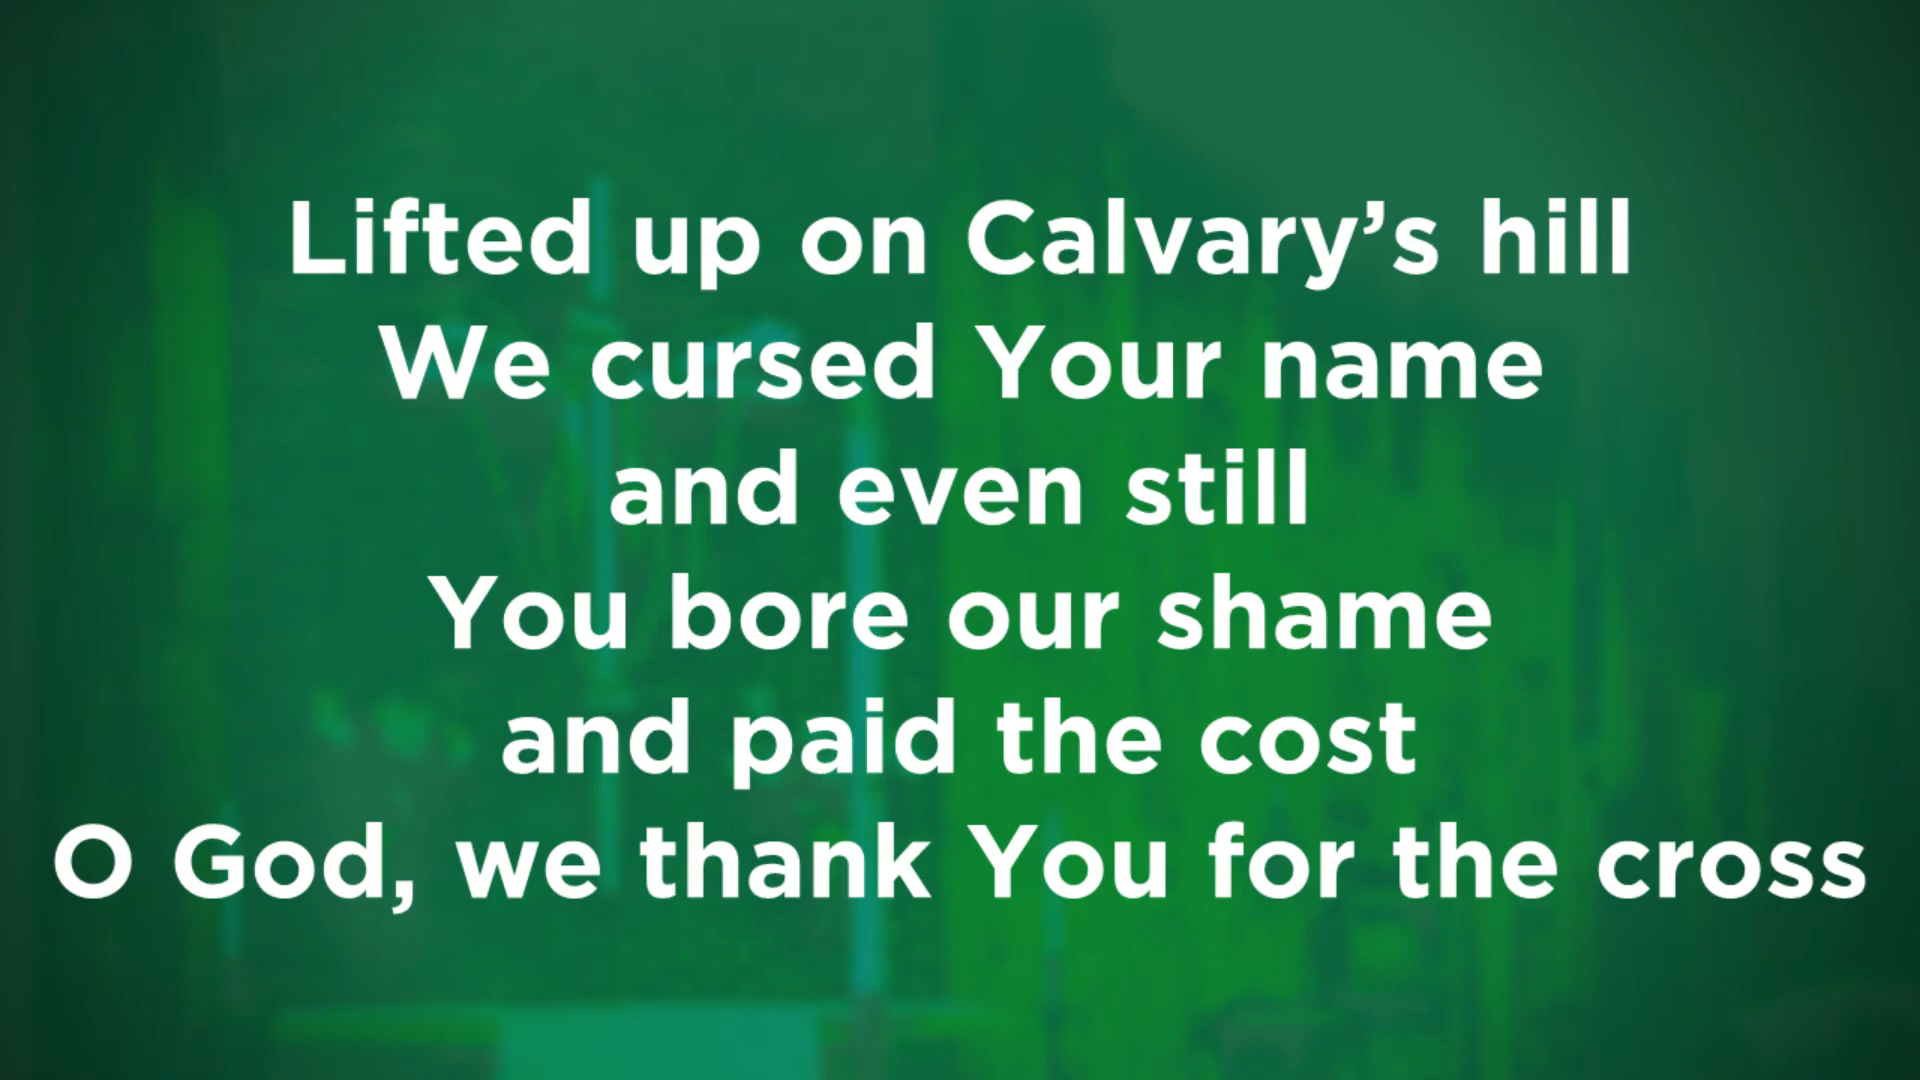 Lifted up on Calvary’s hill
We cursed Your name
and even still
You bore our shame
and paid the cost
O God, we thank You for the cross